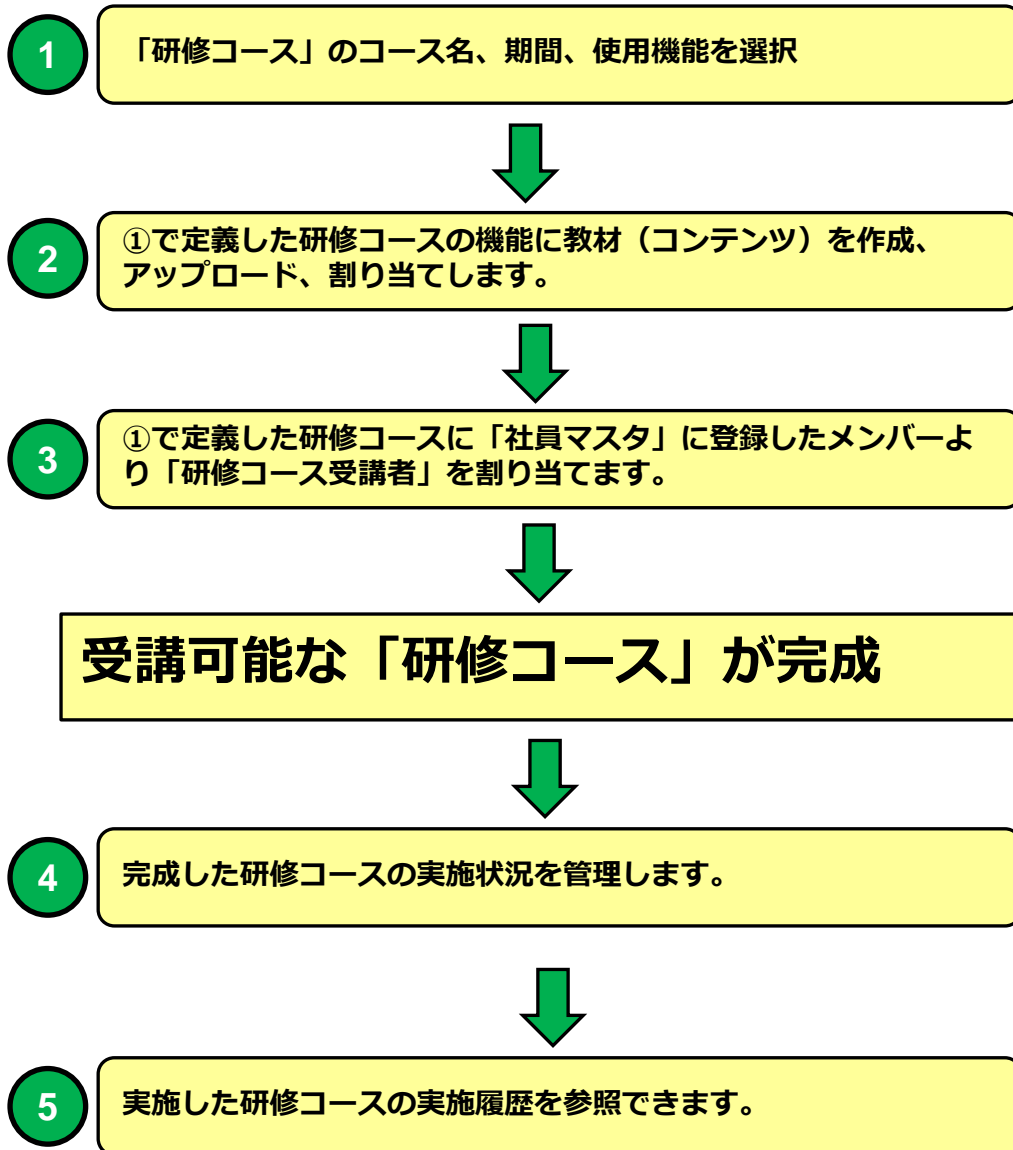 1
「研修コース」のコース名、期間、使用機能を選択
2
①で定義した研修コースの機能に教材（コンテンツ）を作成、
アップロード、割り当てします。
3
①で定義した研修コースに「社員マスタ」に登録したメンバーよ
り「研修コース受講者」を割り当てます。
受講可能な「研修コース」が完成
4
完成した研修コースの実施状況を管理します。
5
実施した研修コースの実施履歴を参照できます。